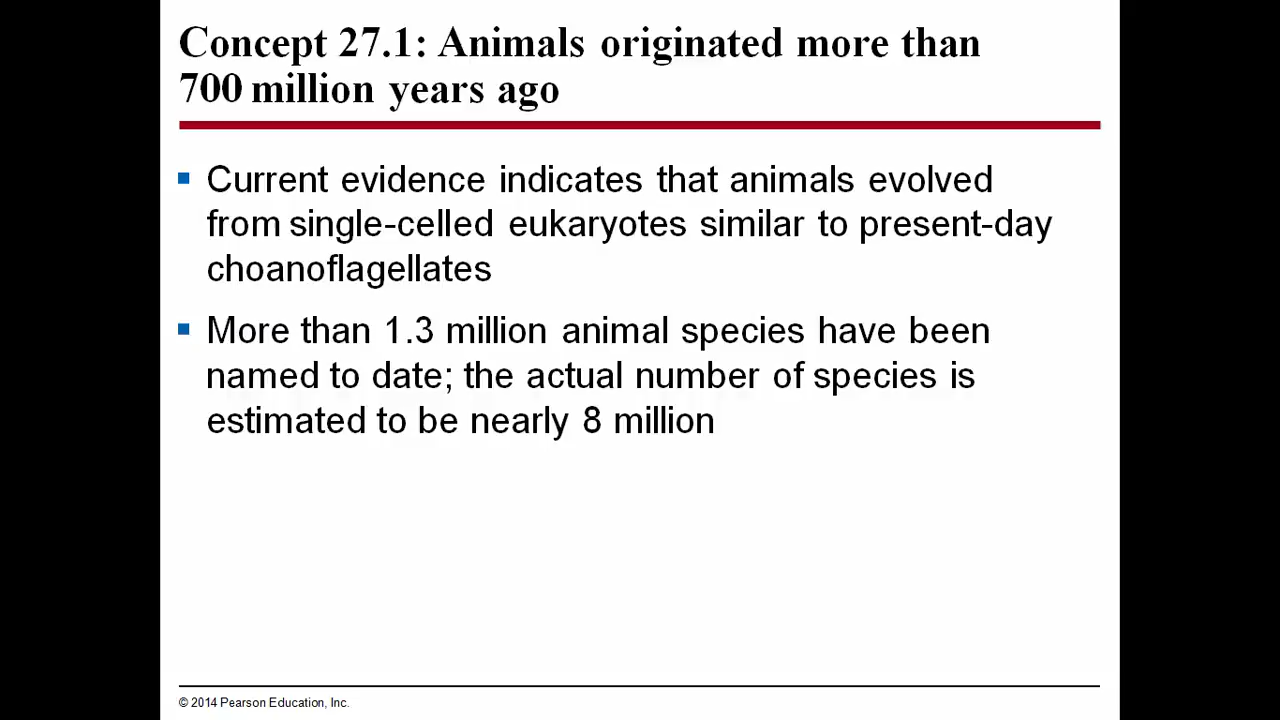 Concept 27.1: Animals originated more than
700 million years ago
Current evidence indicates that animals evolved
from single-celled eukaryotes similar to present-day
choanoflagellates
More than 1.3 million animal species have been
named to date; the actual number of species is
estimated to be nearly 8 million
© 2014 Pearson Education, Inc.